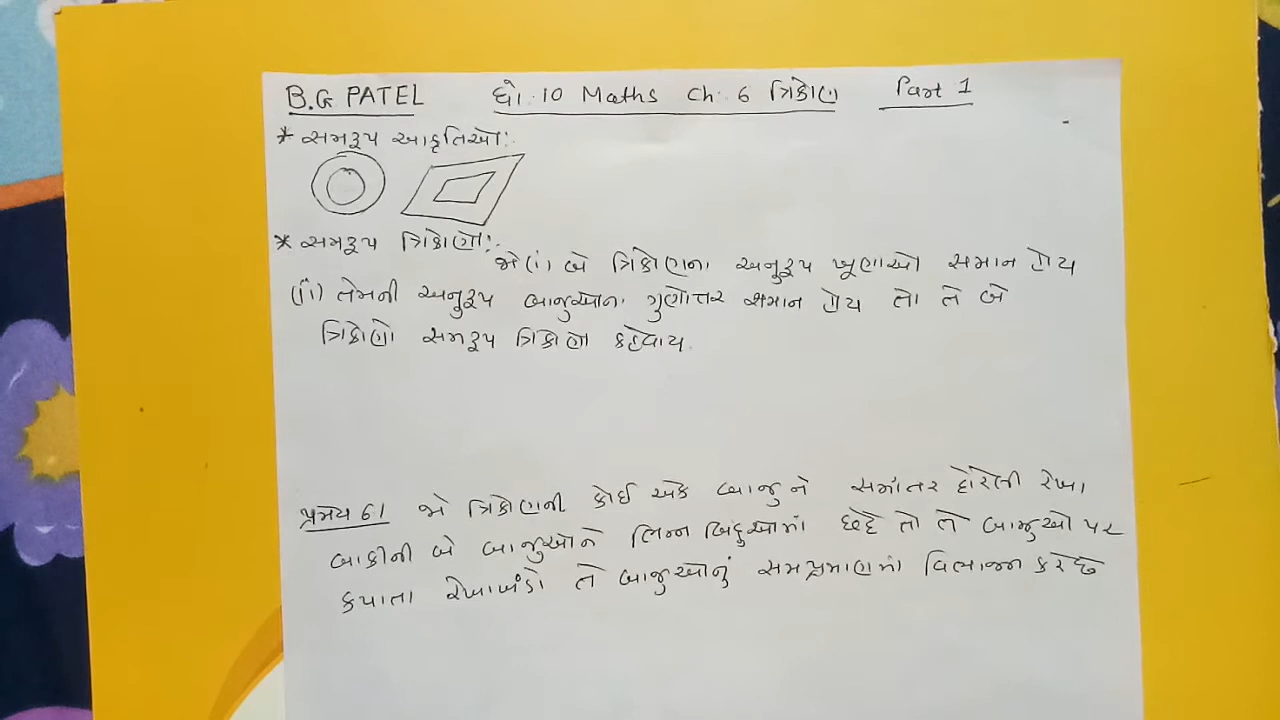 B.G PATEL ધો. 10 Maths Ch. 6 ત્રિકોણ Part 1
* સમરૂપ આકૃતિઓ:
* સમરૂપ ત્રિકોણો:
જો (i) બે ત્રિકોણના અનુરૂપ ખૂણાઓ સમાન હોય
(ii) તેમની અનુરૂપ બાજુઓના ગુણોત્તર સમાન હોય તો તે બે
ત્રિકોણો સમરૂપ ત્રિકોણો કહેવાય.
પ્રમેય 6.1 જો ત્રિકોણની કોઈ એક બાજુને સમાંતર દોરેલી રેખા
બાકીની બે બાજુઓને ભિન્ન બિંદુઓમાં છેદે તો તે બાજુઓ પર
કપાતા રેખાખંડો તે બાજુઓનું સમપ્રમાણમાં વિભાજન કરે છે